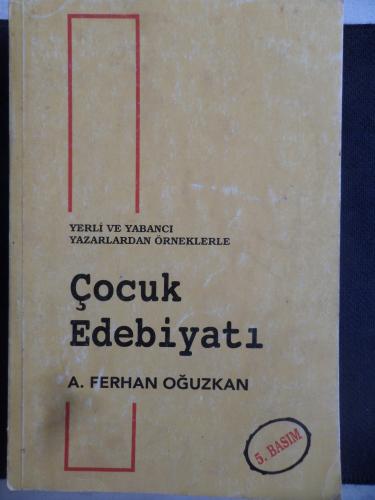 YERLİ VE YABANCI
YAZARLARDAN ÖRNEKLERLE
Çocuk
Edebiyatı
A. FERHAN OĞUZKAN
5. BASIM